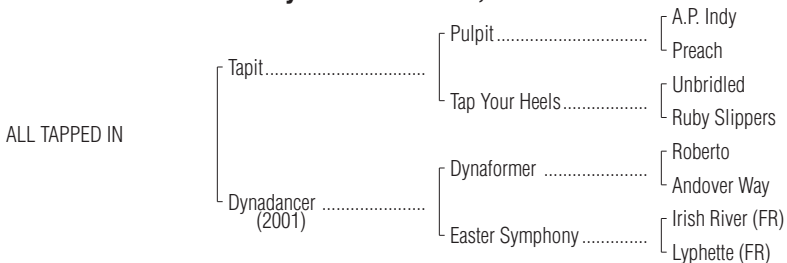 A.P. Indy
Pulpit
Preach
Tapit
Unbridled
Tap Your Heels
Ruby Slippers
ALL TAPPED IN
Roberto
Dynaformer
Andover Way
Dynadancer
(2001)
Irish River (FR)
Easter Symphony
Lyphette (FR)